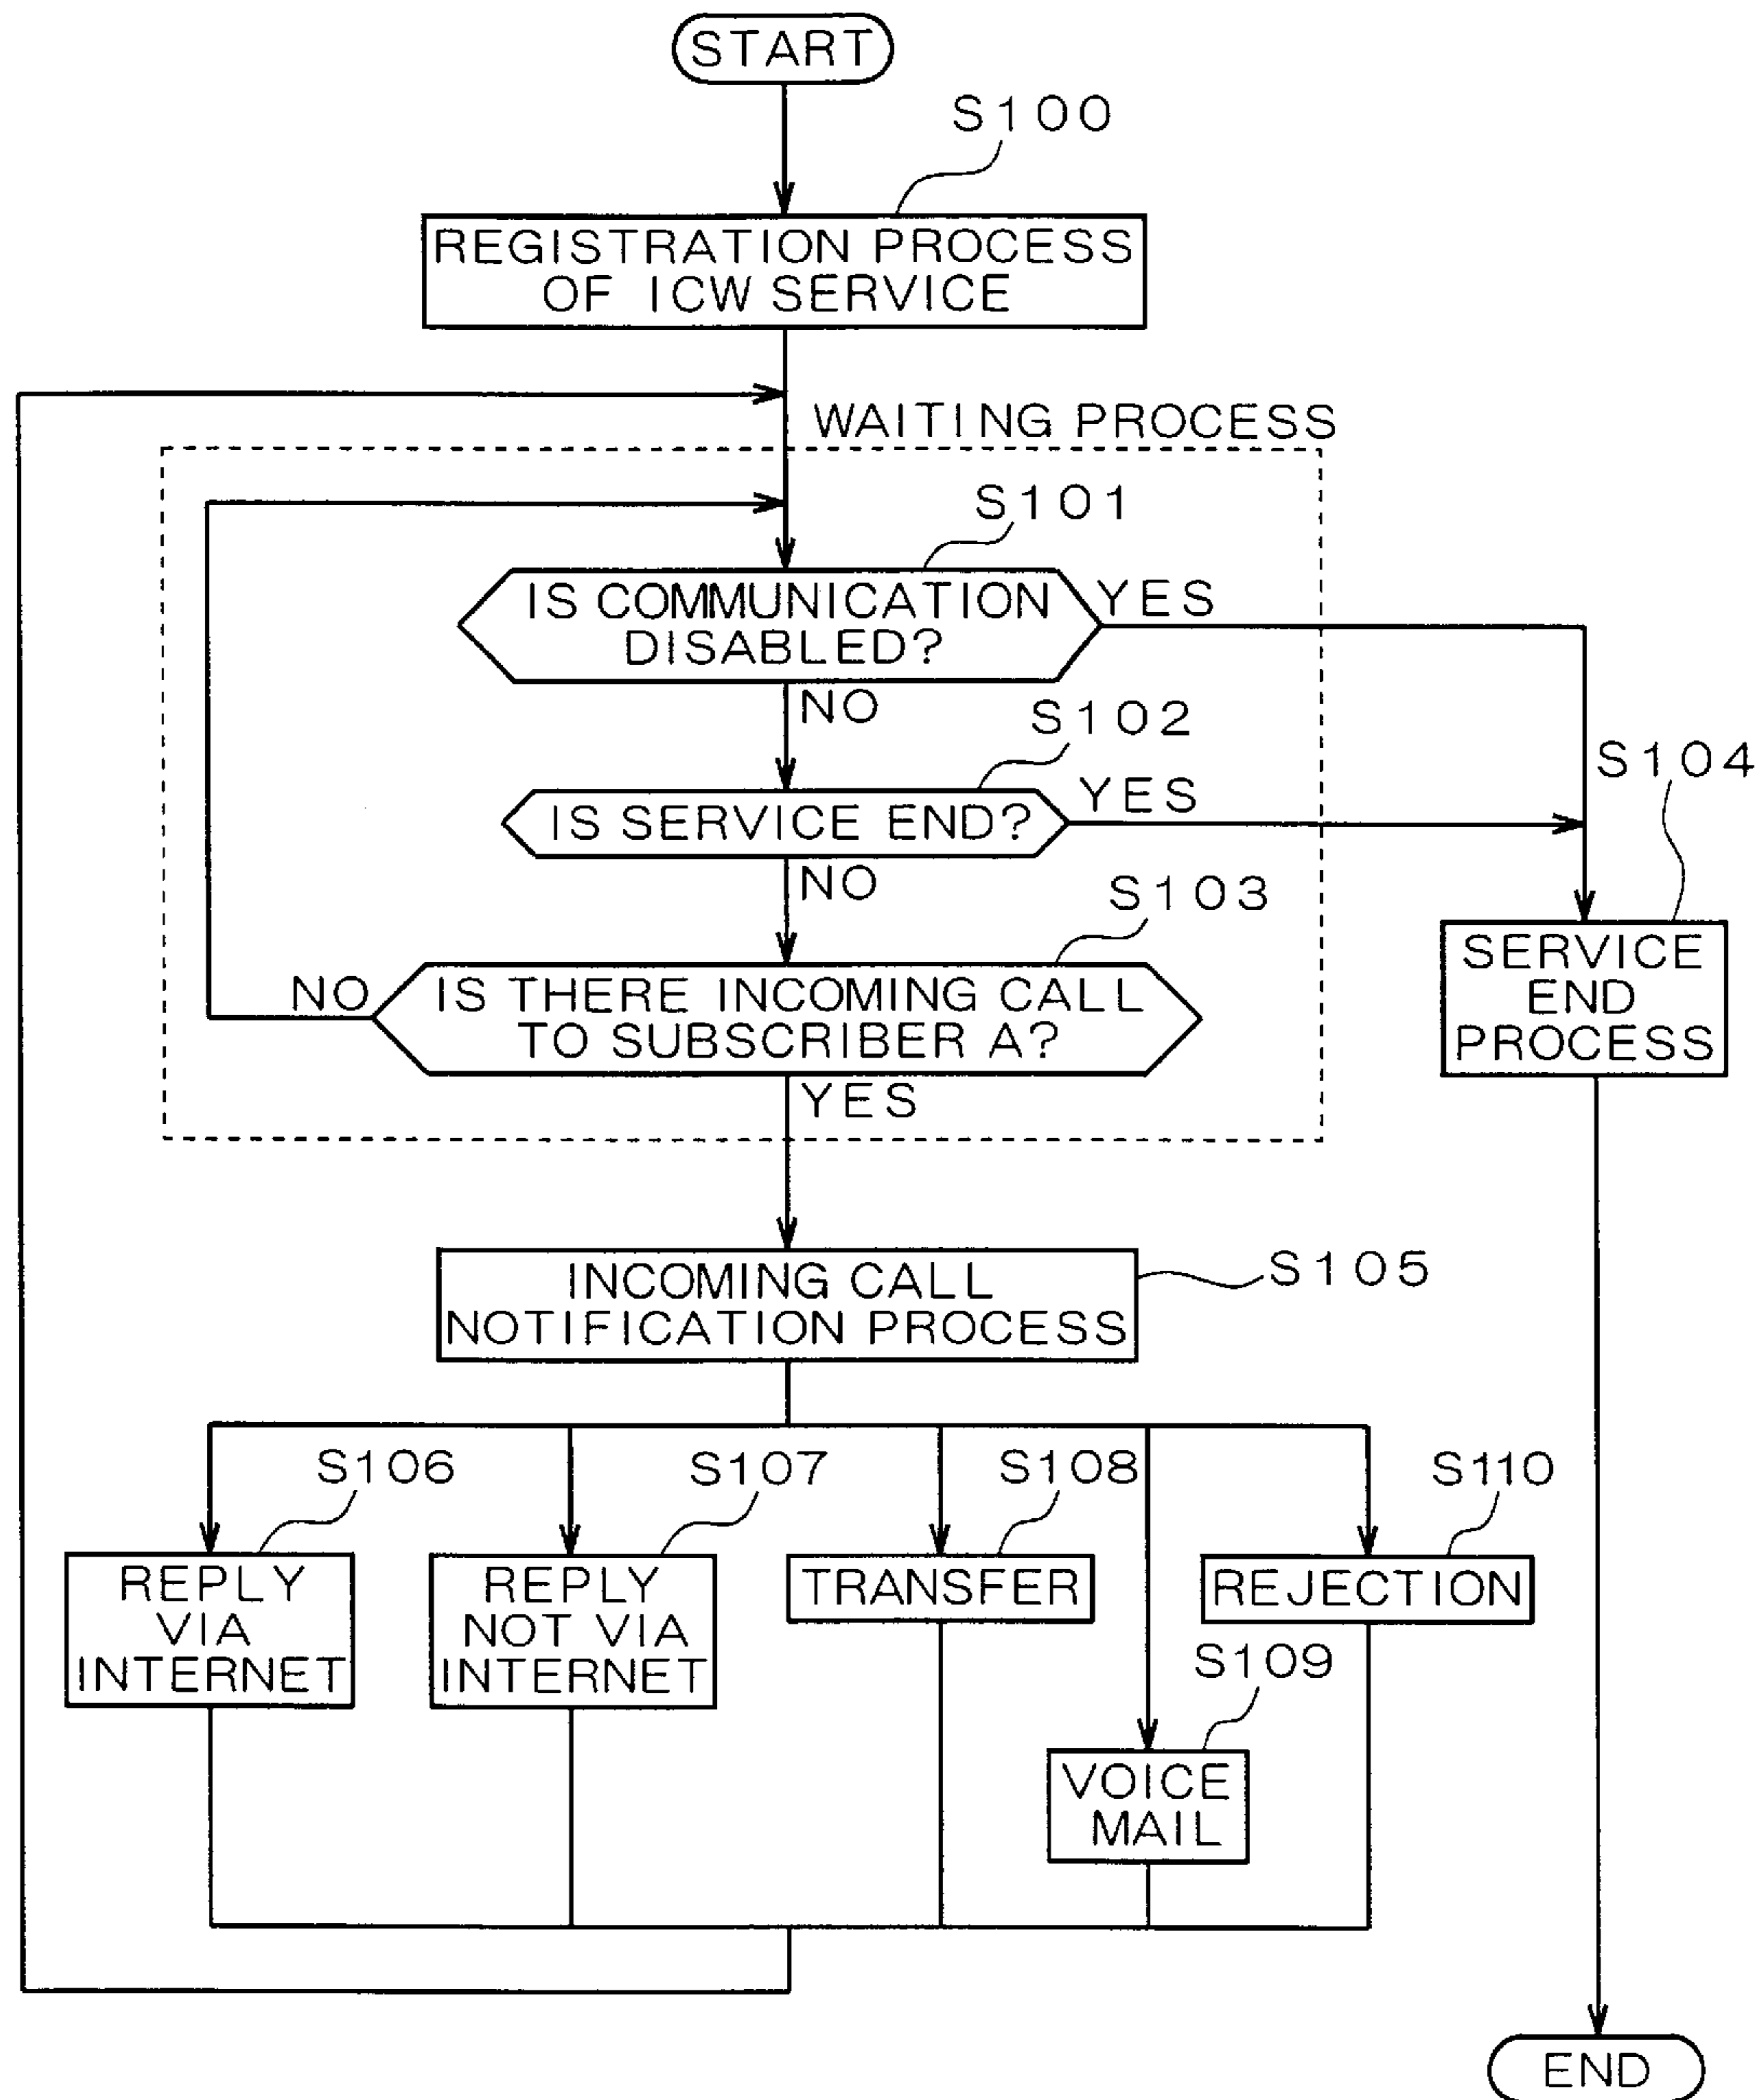 START
S100
REGISTRATION PROCESS
OF ICW SERVICE
WAITING PROCESS
S101
IS COMMUNICATION
DISABLED?
YES
NO
S102
IS SERVICE END?
YES
NO
S104
SERVICE
END
PROCESS
S103
IS THERE INCOMING CALL
TO SUBSCRIBER A?
NO
YES
INCOMING CALL
NOTIFICATION PROCESS
S105
S106
REPLY
VIA
INTERNET
S107
REPLY
NOT VIA
INTERNET
S108
TRANSFER
S110
REJECTION
S109
VOICE
MAIL
END